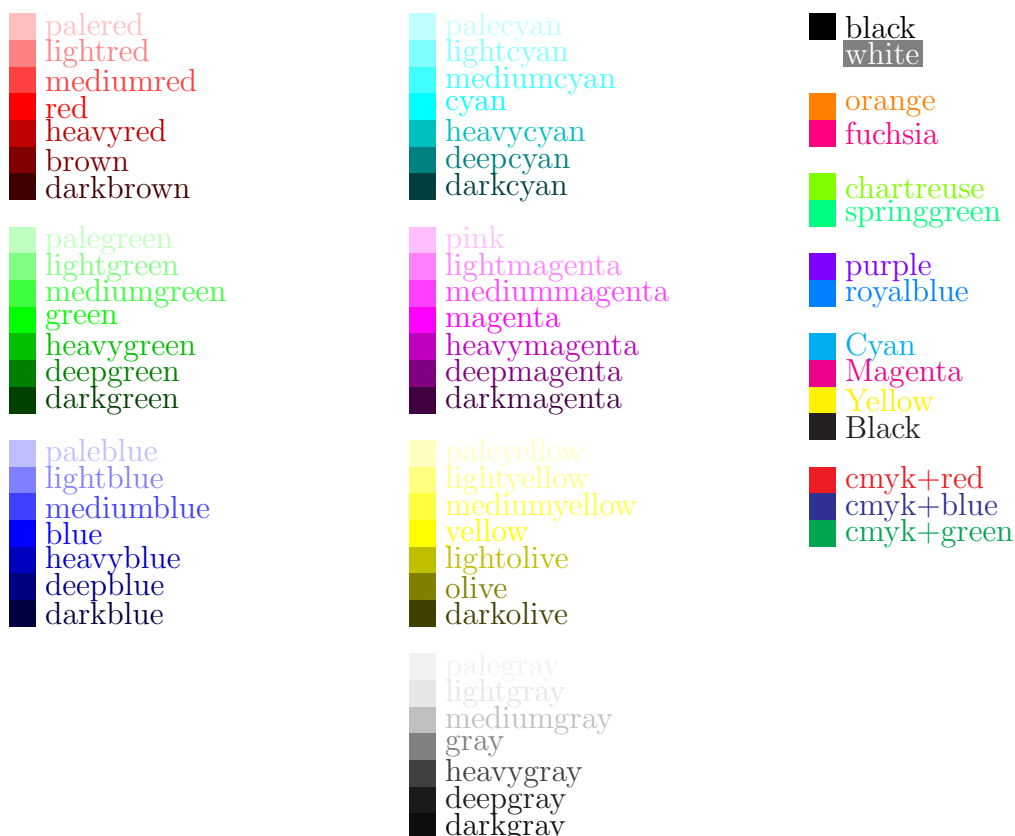 palered
lightred
mediumred
red
heavyred
brown
darkbrown
palegreen
lightgreen
mediumgreen
green
heavygreen
deepgreen
darkgreen
paleblue
lightblue
mediumblue
blue
heavyblue
deepblue
darkblue
palecyan
lightcyan
mediumcyan
cyan
heavycyan
deepcyan
darkcyan
pink
lightmagenta
mediummagenta
magenta
heavymagenta
deepmagenta
darkmagenta
paleyellow
lightyellow
mediumyellow
yellow
lightolive
olive
darkolive
palegray
lightgray
mediumgray
gray
heavygray
deepgray
darkgray
black
white
orange
fuchsia
chartreuse
springgreen
purple
royalblue
Cyan
Magenta
Yellow
Black
cmyk+red
cmyk+blue
cmyk+green